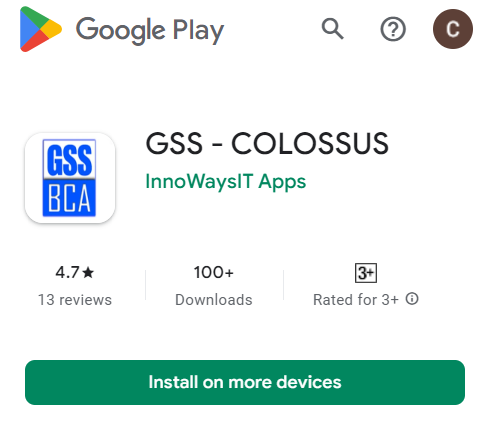 Google Play
C
GSS
BCA
GSS - COLOSSUS
InnoWaysIT Apps
4.7★
13 reviews
100+
Downloads
3+
Rated for 3+
Install on more devices